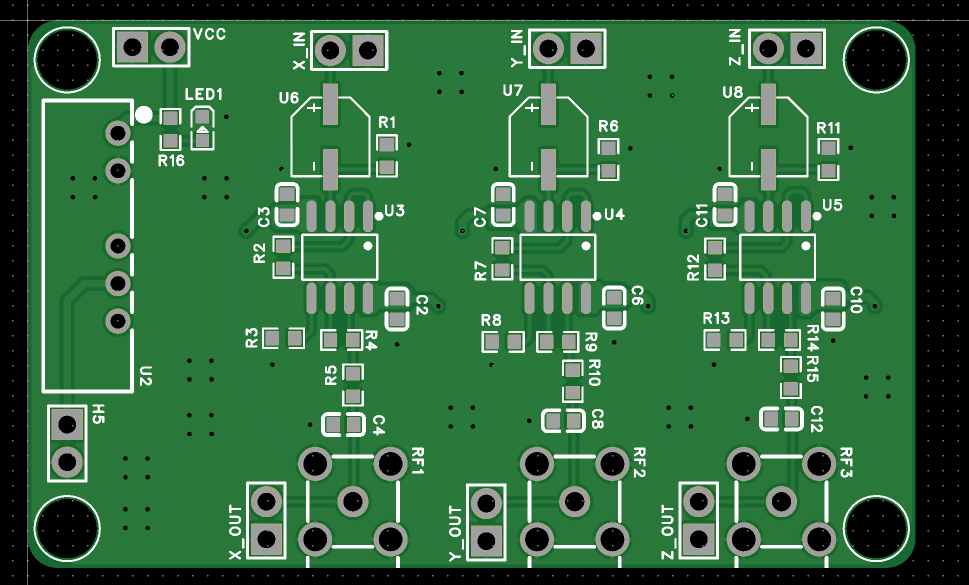 VCC
X_IN
Y_IN
Z_IN
LED1
U6
U7
U8
R1
R6
R11
R16
+
+
+
-
-
-
C3
U3
C7
U4
C11
U5
R2
R7
R12
C2
C6
C10
R3
R4
R8
R9
R13
R14
U2
R5
R10
R15
H5
C4
C8
C12
RF1
RF2
RF3
X_OUT
Y_OUT
Z_OUT